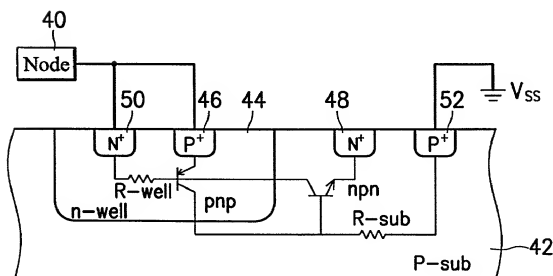 40
Node
50
46
44
48
52
V_SS
N⁺
P⁺
N⁺
P⁺
R-well
n-well
pnp
npn
R-sub
P-sub
42